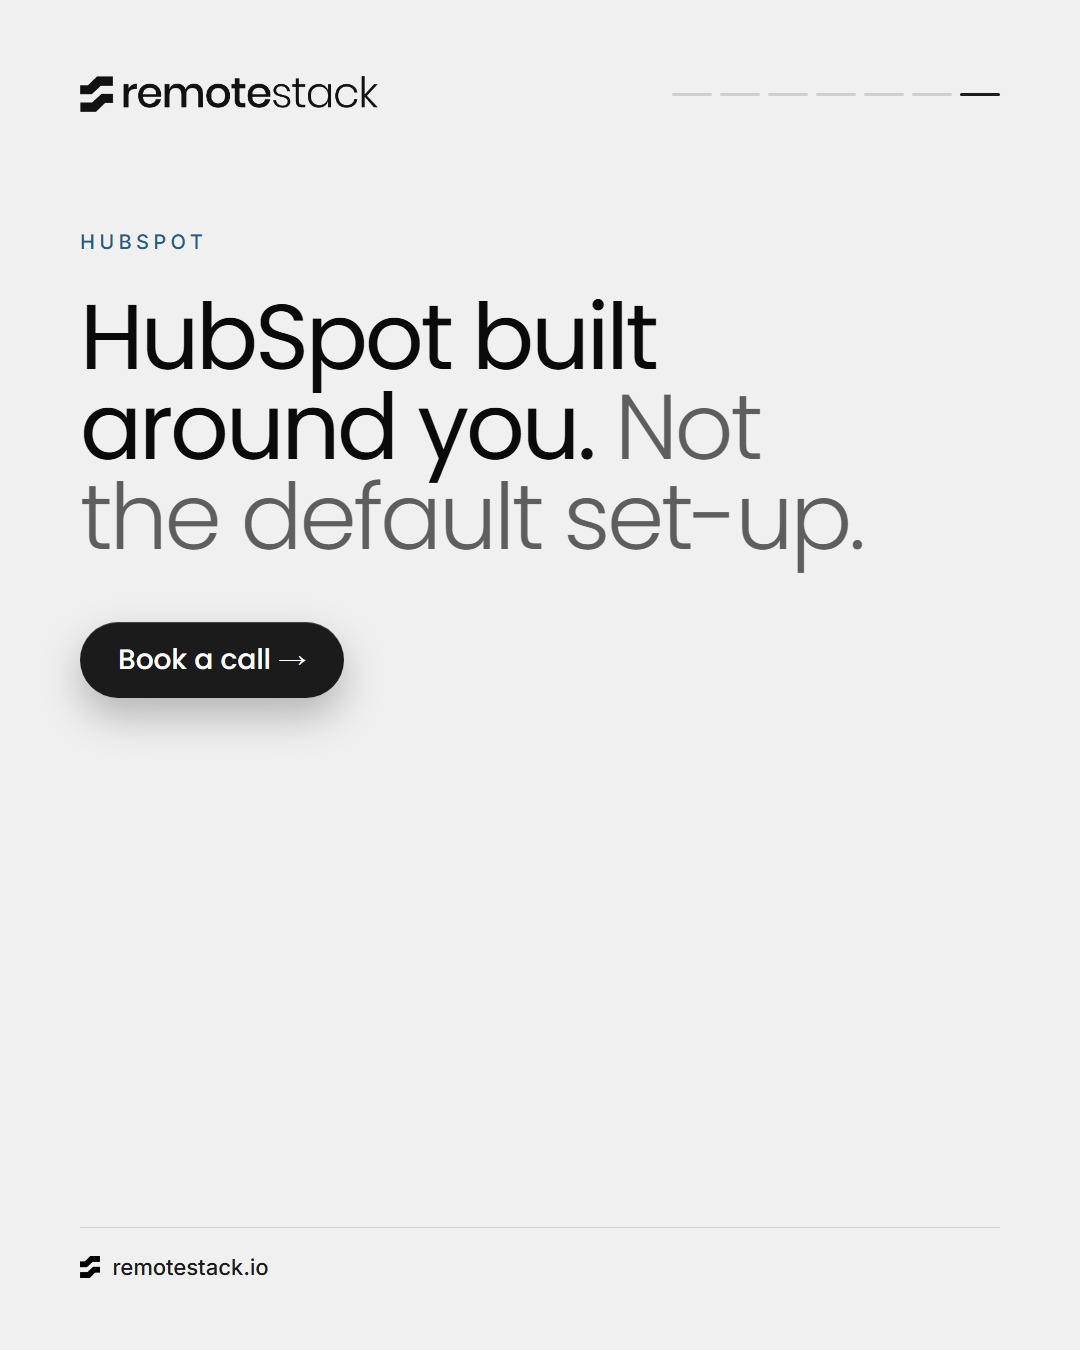 remotestack
HUBSPOT
HubSpot built
around you. Not
the default set-up.
Book a call →
remotestack.io